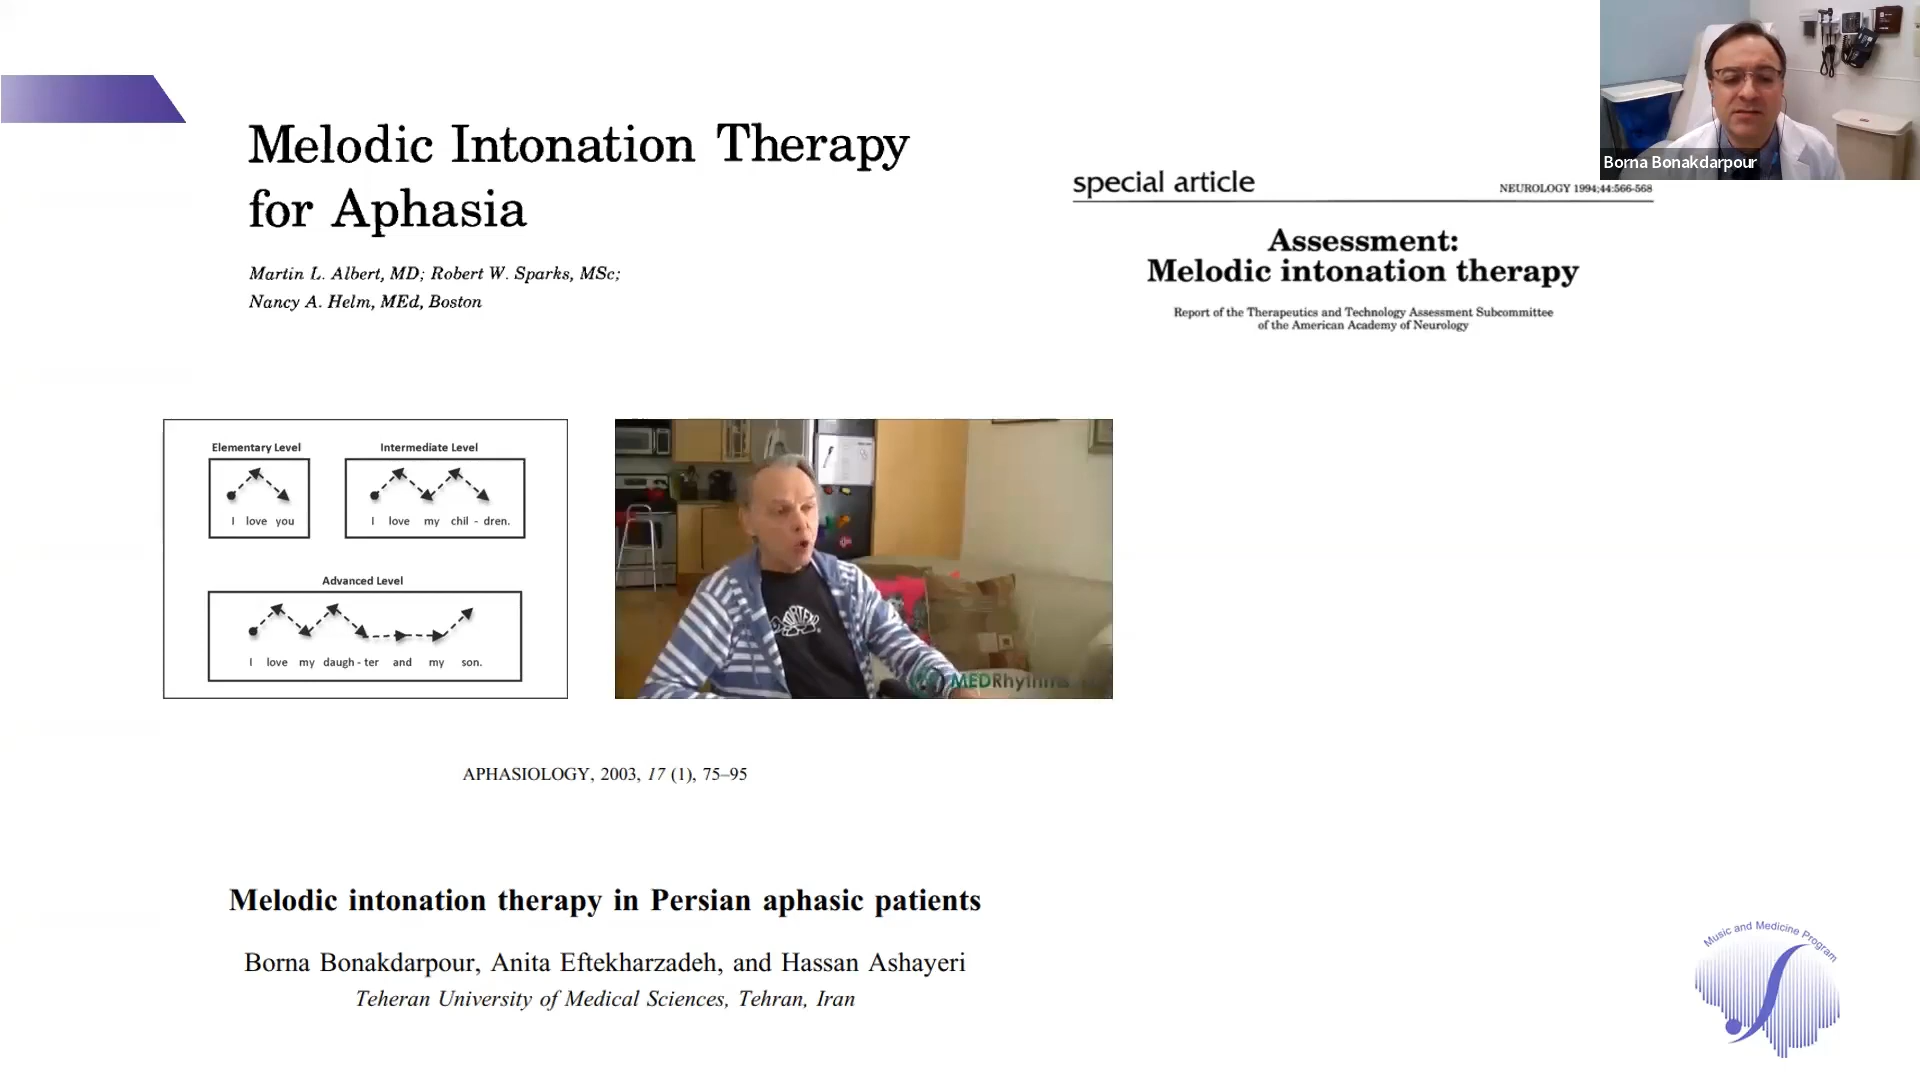 Melodic Intonation Therapy
for Aphasia
Martin L. Albert, MD; Robert W. Sparks, MSc;
Nancy A. Helm, MEd, Boston
Borna Bonakdarpour
special article
NEUROLOGY 1994;44:566-568
Assessment:
Melodic intonation therapy
Report of the Therapeutics and Technology Assessment Subcommittee
of the American Academy of Neurology
Elementary Level
I love you
Intermediate Level
I love my chil - dren.
Advanced Level
I love my daugh - ter and my son.
MEDRhythms
APHASIOLOGY, 2003, 17 (1), 75–95
Melodic intonation therapy in Persian aphasic patients
Borna Bonakdarpour, Anita Eftekharzadeh, and Hassan Ashayeri
Teheran University of Medical Sciences, Tehran, Iran
Music and Medicine Program